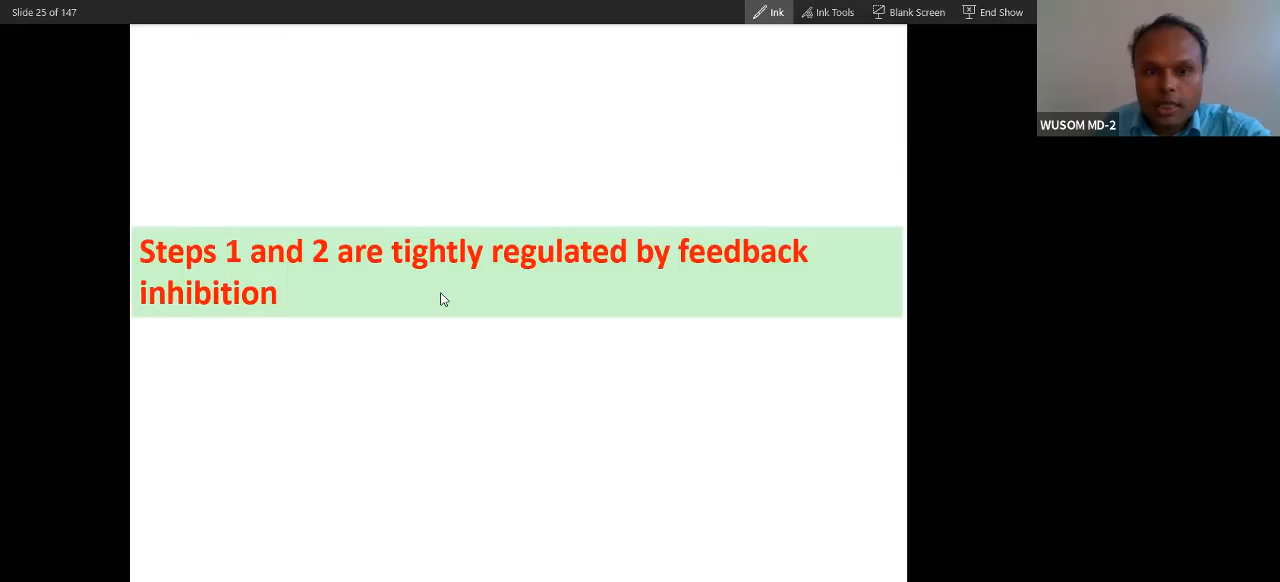 Slide 25 of 147
Ink
Ink Tools
Blank Screen
End Show
WUSOM MD-2
Steps 1 and 2 are tightly regulated by feedback
inhibition